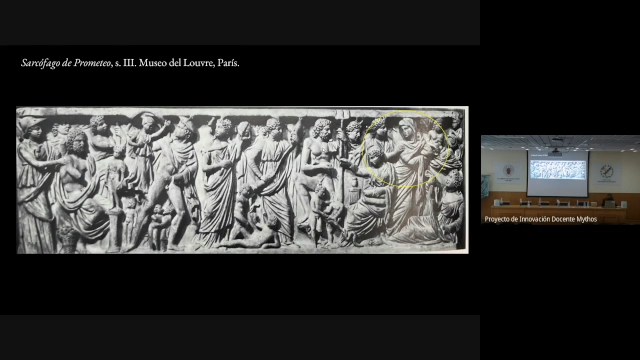 Sarcófago de Prometeo, s. III. Museo del Louvre, París.
Proyecto de Innovación Docente Mythos